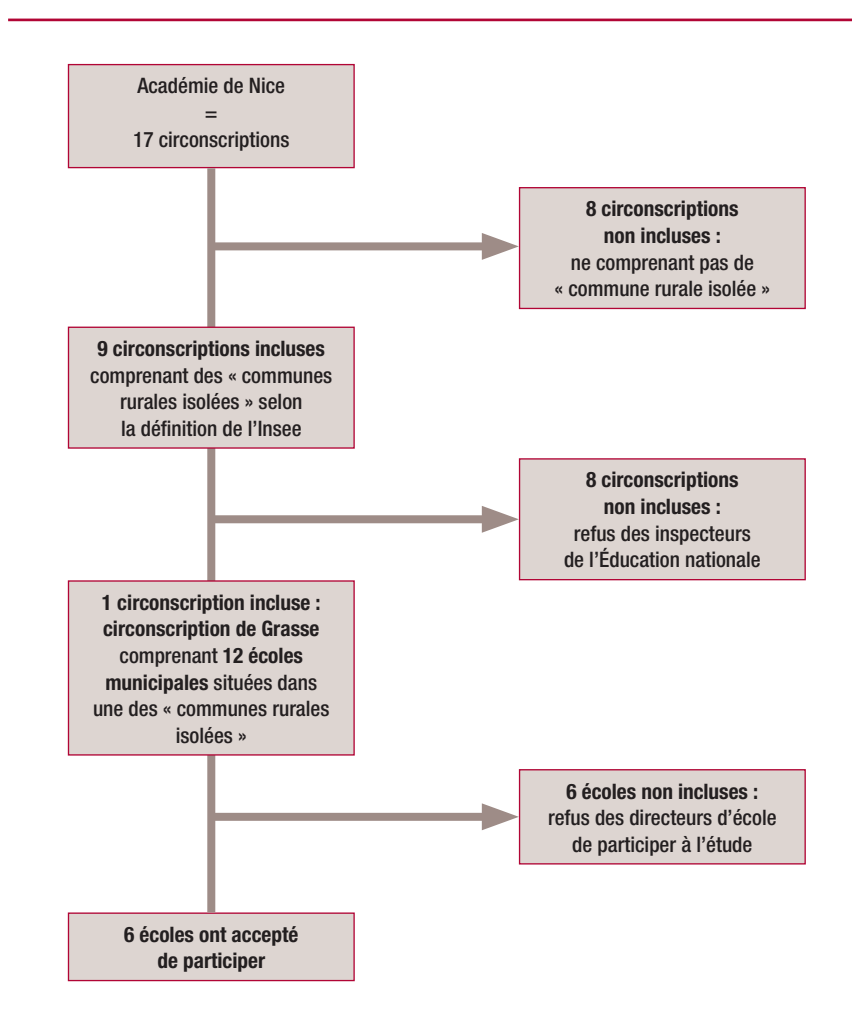 Académie de Nice
=
17 circonscriptions
8 circonscriptions
non incluses :
ne comprenant pas de
« commune rurale isolée »
9 circonscriptions incluses
comprenant des « communes
rurales isolées » selon
la définition de l’Insee
8 circonscriptions
non incluses :
refus des inspecteurs
de l’Éducation nationale
1 circonscription incluse :
circonscription de Grasse
comprenant 12 écoles
municipales situées dans
une des « communes rurales
isolées »
6 écoles non incluses :
refus des directeurs d’école
de participer à l’étude
6 écoles ont accepté
de participer